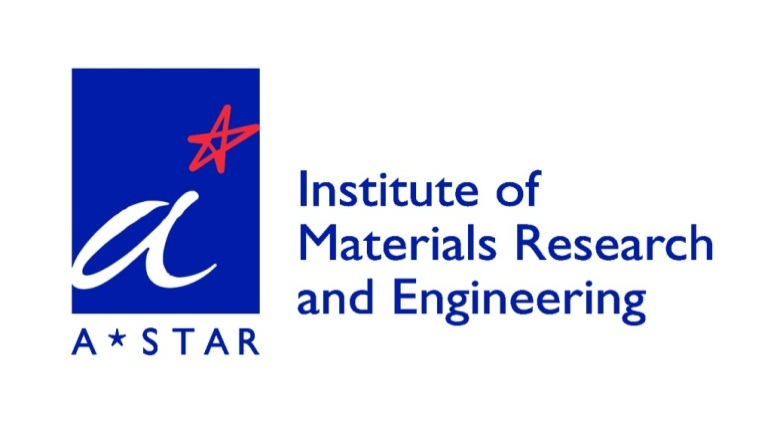 a
A★STAR
Institute of
Materials Research
and Engineering